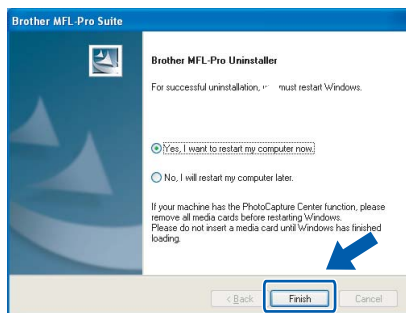 Brother MFL-Pro Suite
Brother MFL-Pro Uninstaller
For successful uninstallation, must restart Windows.
Yes, I want to restart my computer now.
No, I will restart my computer later.
If your machine has the PhotoCapture Center function, please
remove all media cards before restarting Windows.
Please do not insert a media card until Windows has finished
loading.
< Back
Finish
Cancel